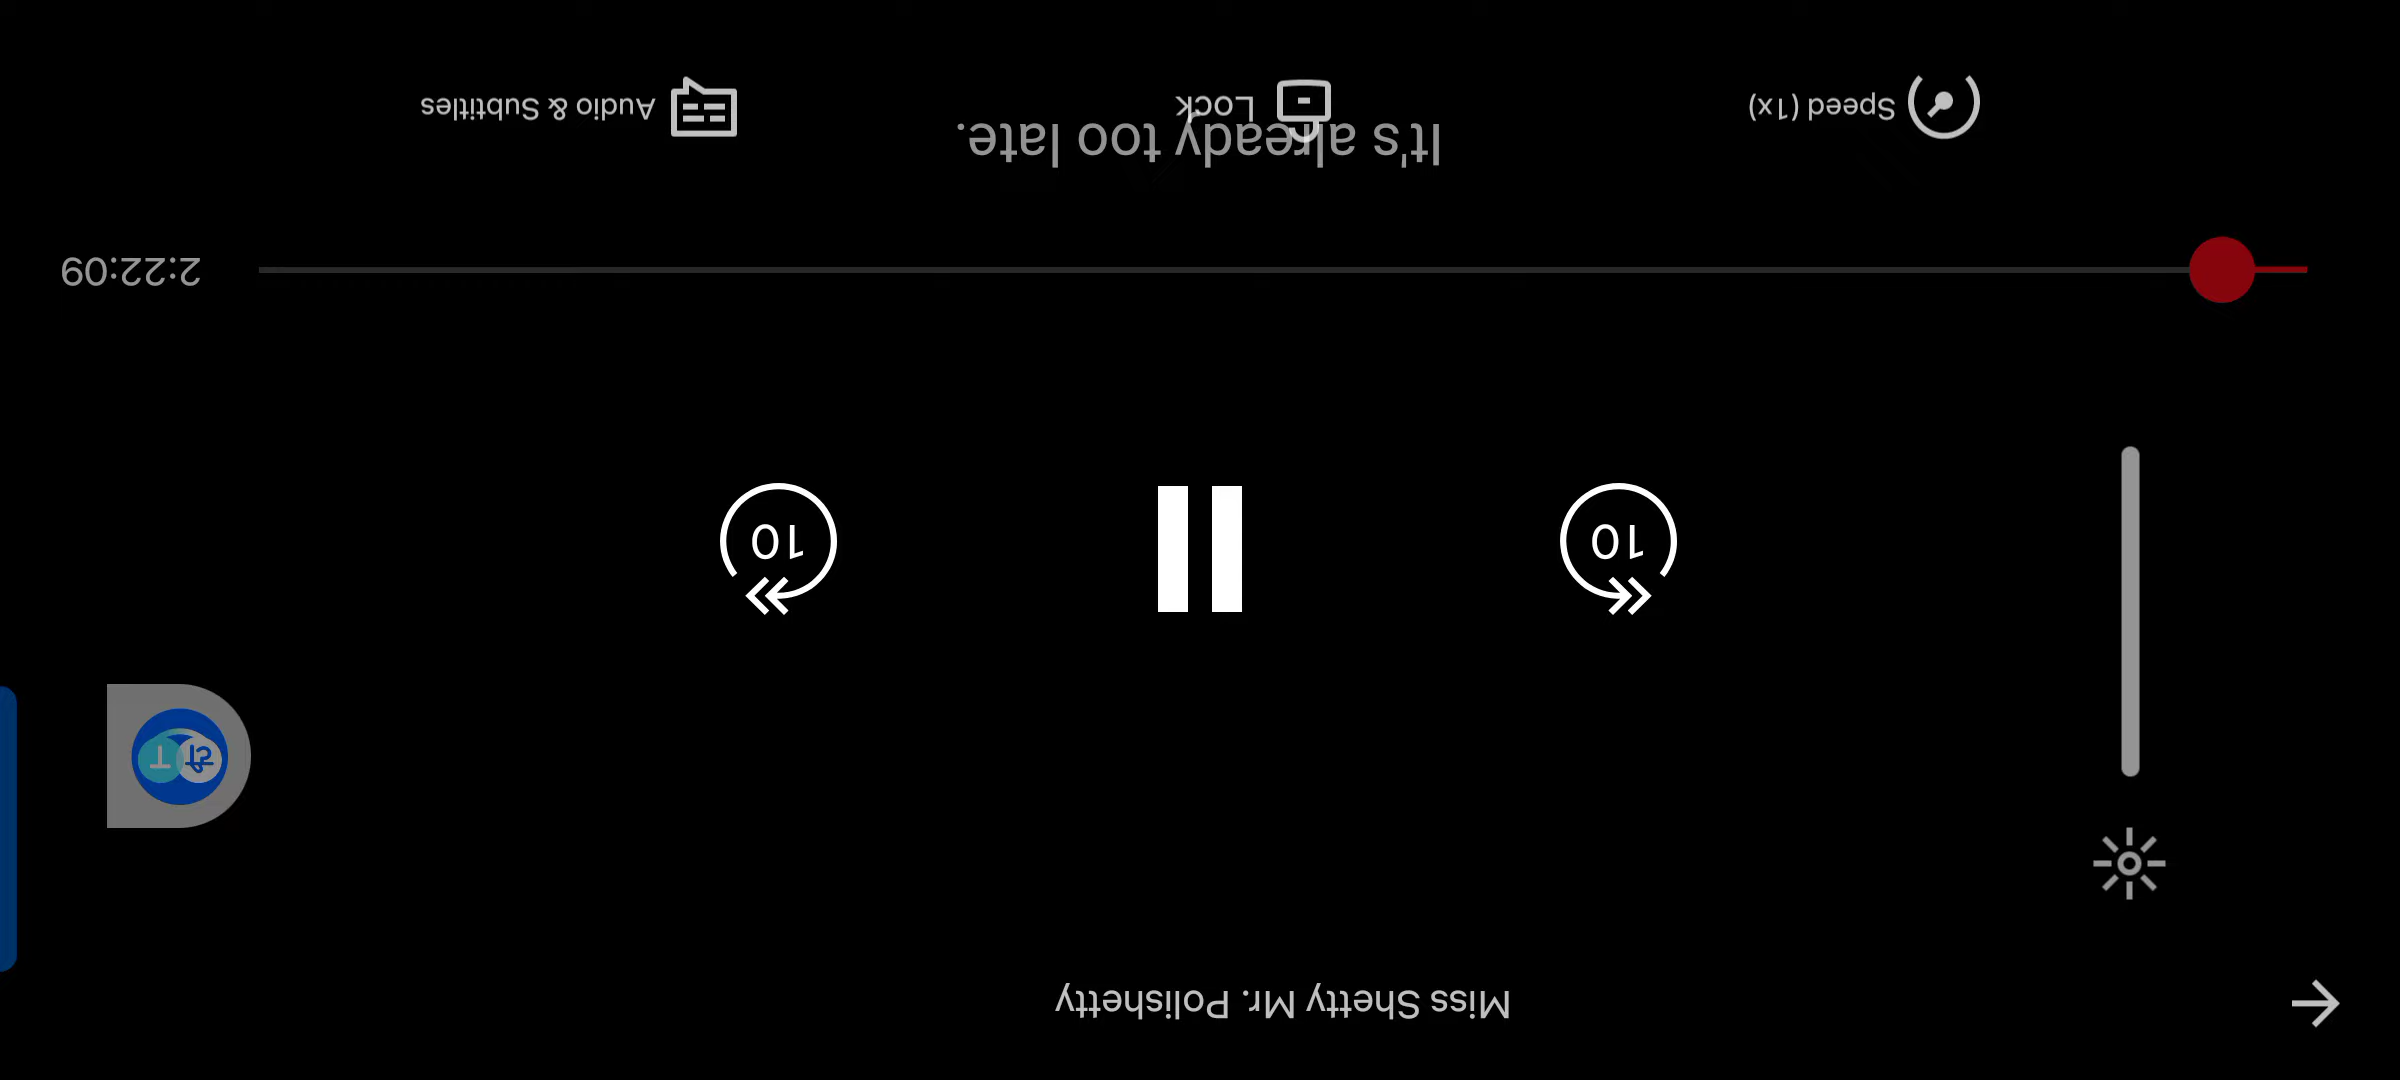 Miss Shetty Mr. Polishetty
10
10
2:22:09
It's already too late.
Speed (1x)
Lock
Audio & Subtitles